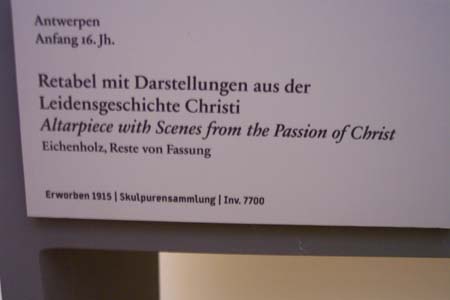 Antwerpen
Anfang 16. Jh.
Retabel mit Darstellungen aus der
Leidensgeschichte Christi
Altarpiece with Scenes from the Passion of Christ
Eichenholz, Reste von Fassung
Erworben 1915 | Skulpurensammlung | Inv. 7700